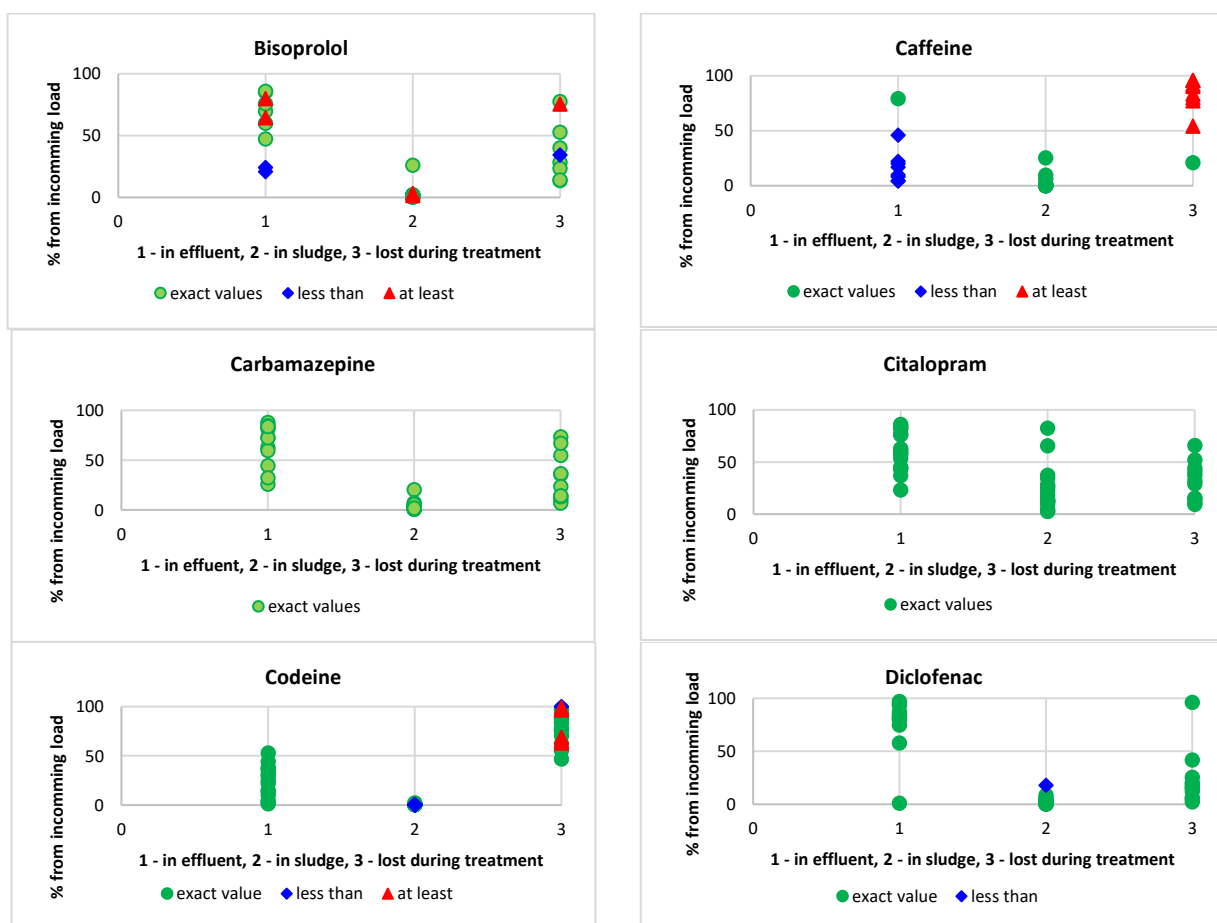 Bisoprolol
% from incomming load
100
50
0
0 1 2 3
1 - in effluent, 2 - in sludge, 3 - lost during treatment
exact values less than at least
Caffeine
% from incomming load
100
50
0
0 1 2 3
1 - in effluent, 2 - in sludge, 3 - lost during treatment
exact values less than at least
Carbamazepine
% from incomming load
100
50
0
0 1 2 3
1 - in effluent, 2 - in sludge, 3 - lost during treatment
exact values
Citalopram
% from incomming load
100
50
0
0 1 2 3
1 - in effluent, 2 - in sludge, 3 - lost during treatment
exact values
Codeine
% from incomming load
100
50
0
0 1 2 3
1 - in effluent, 2 - in sludge, 3 - lost during treatment
exact value less than at least
Diclofenac
% from incomming load
100
50
0
0 1 2 3
1 - in effluent, 2 - in sludge, 3 - lost during treatment
exact value less than